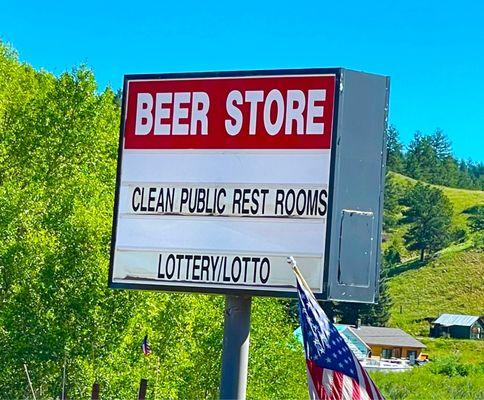 BEER STORE
CLEAN PUBLIC REST ROOMS
LOTTERY/LOTTO